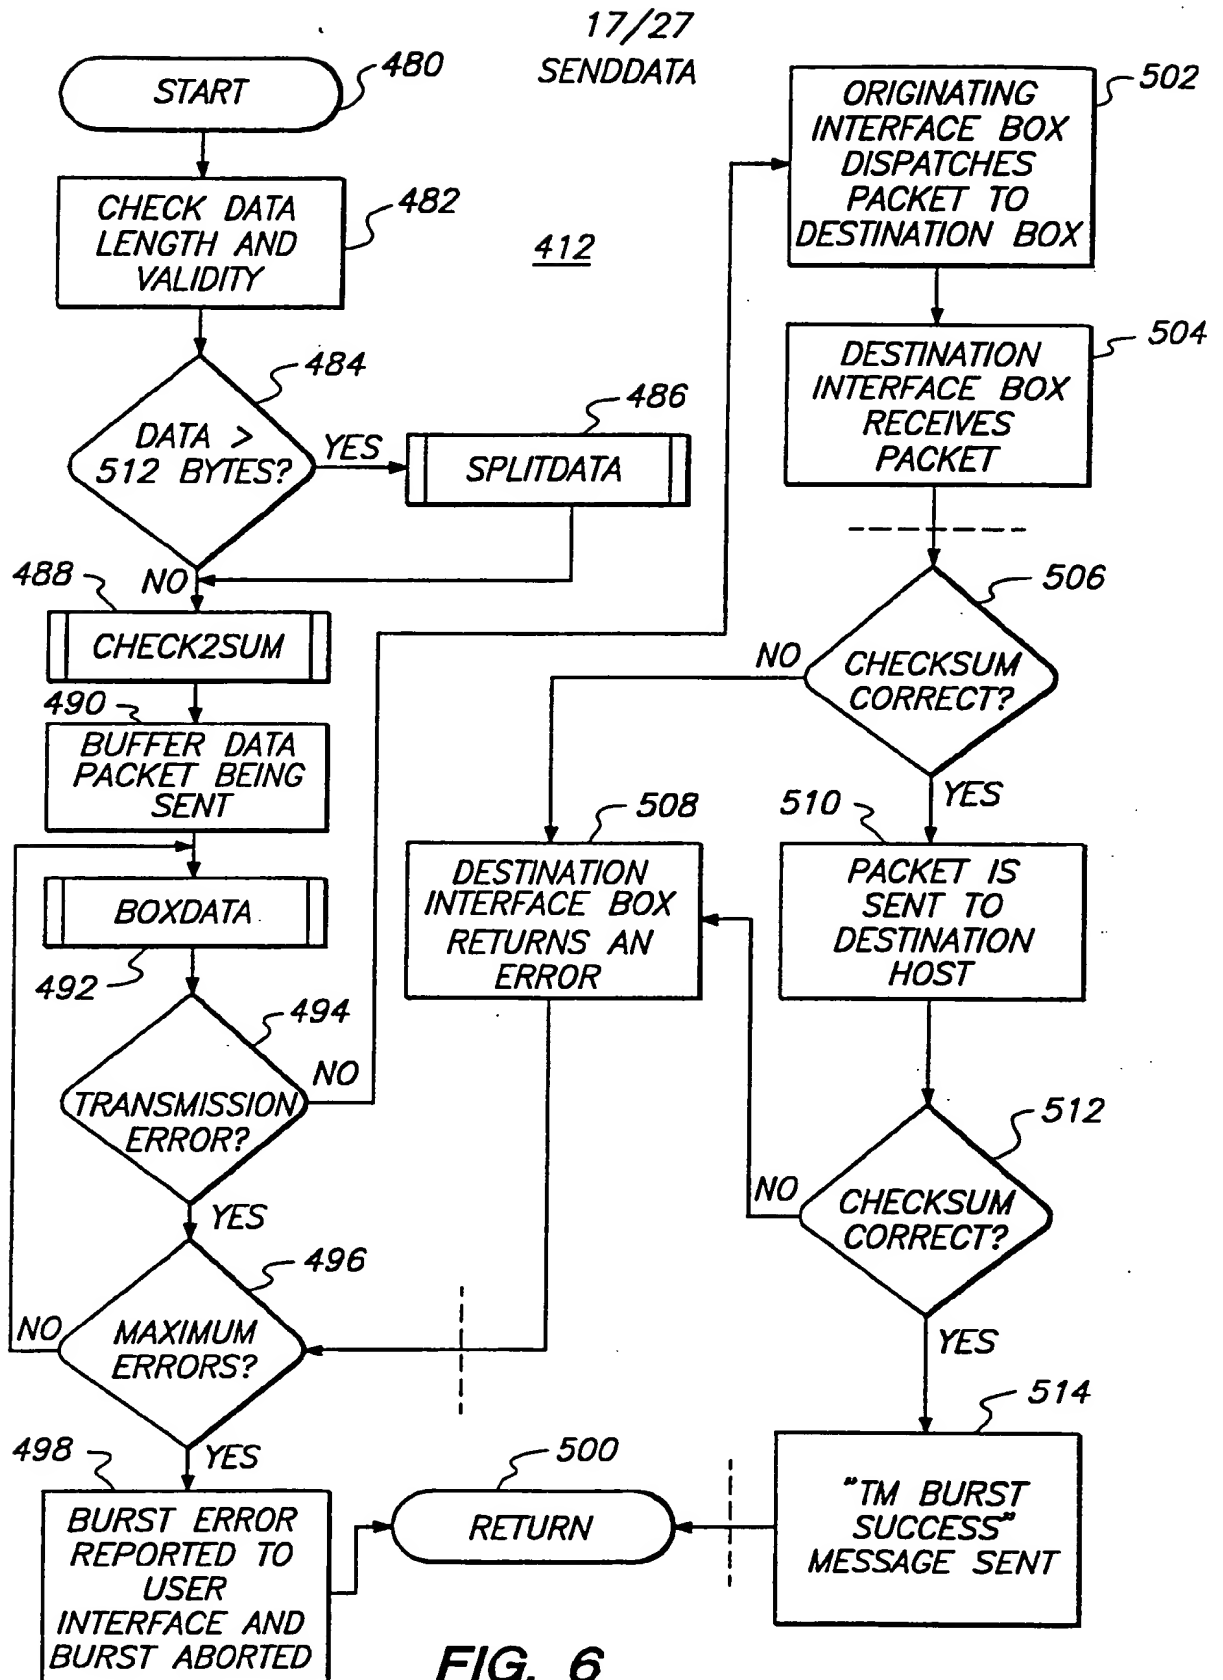 17/27
SENDDATA
START
480
CHECK DATA
LENGTH AND
VALIDITY
482
412
DATA >
512 BYTES?
484
YES
SPLITDATA
486
NO
488
CHECK2SUM
490
BUFFER DATA
PACKET BEING
SENT
BOXDATA
492
TRANSMISSION
ERROR?
494
NO
YES
MAXIMUM
ERRORS?
496
NO
YES
498
BURST ERROR
REPORTED TO
USER
INTERFACE AND
BURST ABORTED
RETURN
500
ORIGINATING
INTERFACE BOX
DISPATCHES
PACKET TO
DESTINATION BOX
502
DESTINATION
INTERFACE BOX
RECEIVES
PACKET
504
CHECKSUM
CORRECT?
506
NO
YES
DESTINATION
INTERFACE BOX
RETURNS AN
ERROR
508
510
PACKET IS
SENT TO
DESTINATION
HOST
CHECKSUM
CORRECT?
512
NO
YES
514
"TM BURST
SUCCESS"
MESSAGE SENT
FIG. 6